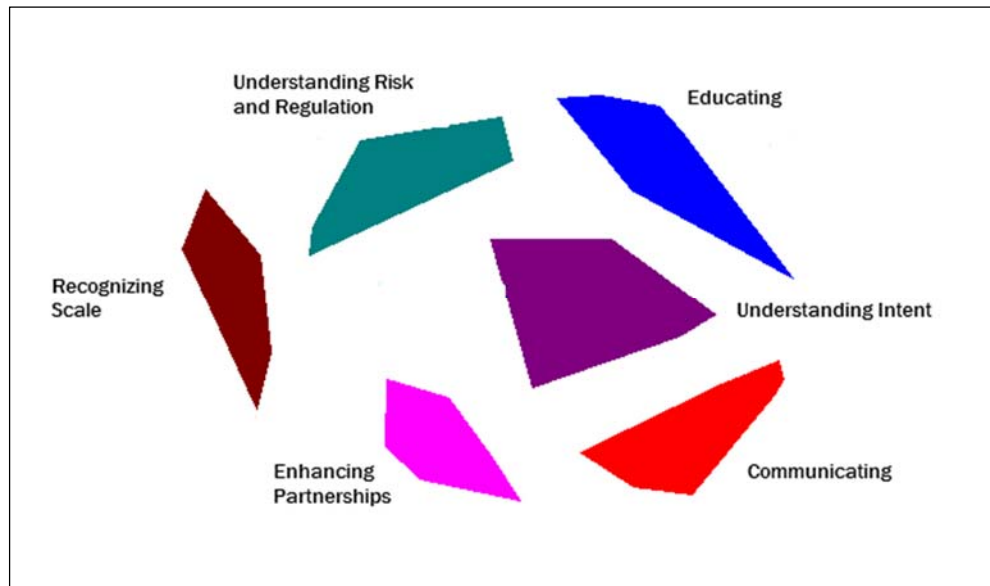 Understanding Risk
and Regulation
Educating
Recognizing
Scale
Understanding Intent
Enhancing
Partnerships
Communicating